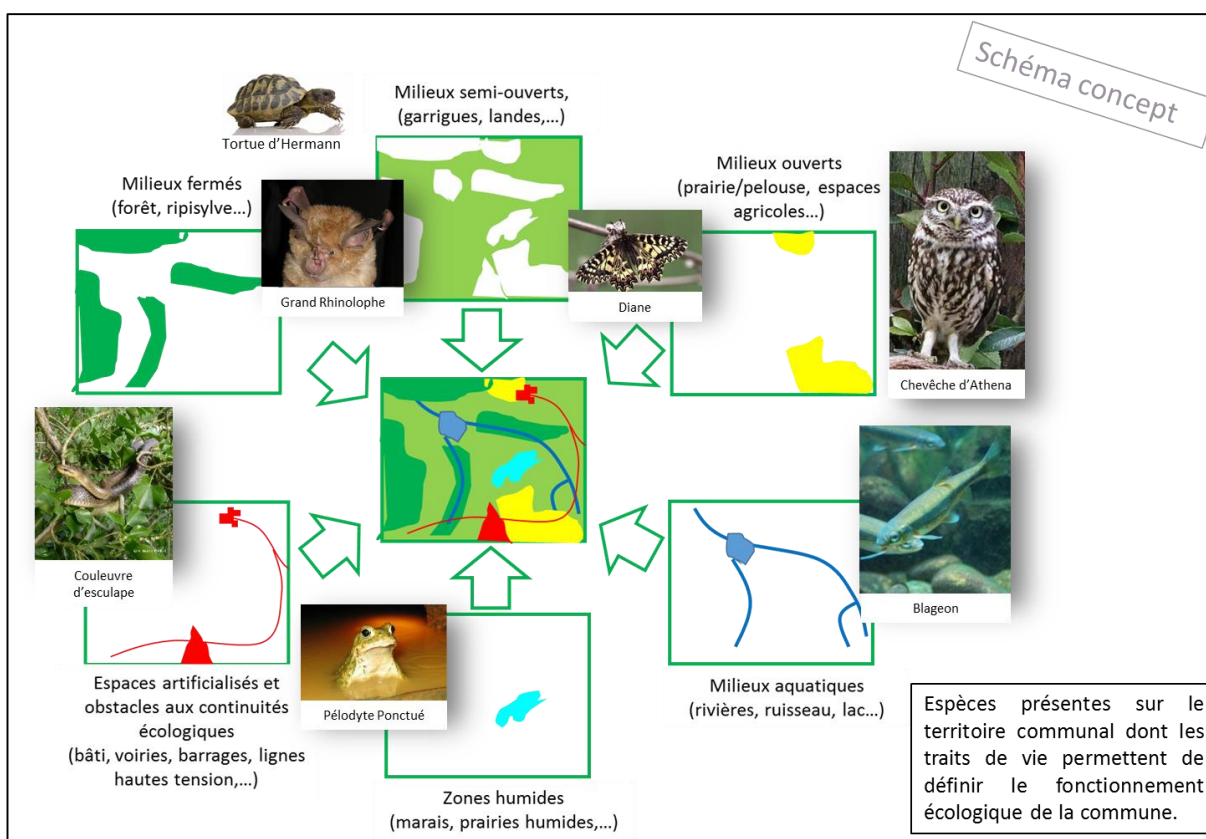 Schéma concept
Milieux semi-ouverts,
(garrigues, landes,...)
Tortue d'Hermann
Milieux fermés
(forêt, ripisylve...)
Grand Rhinolophe
Diane
Milieux ouverts
(prairie/pelouse, espaces
agricoles...)
Chevêche d'Athena
Couleuvre
d'esculape
Blageon
Espaces artificialisés et
obstacles aux continuités
écologiques
(bâti, voiries, barrages, lignes
hautes tension,...)
Pélodyte Ponctué
Zones humides
(marais, prairies humides,...)
Milieux aquatiques
(rivières, ruisseau, lac...)
Espèces présentes sur le
territoire communal dont les
traits de vie permettent de
définir le fonctionnement
écologique de la commune.